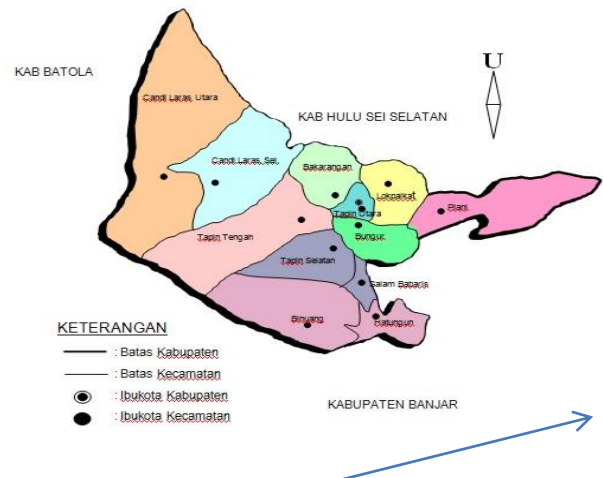 U
KAB BATOLA
Candi Laras Utara
KAB HULU SEI SELATAN
Candi Laras Sel
Bakarangan
Lokpaikat
Piani
Tapin Utara
Tapin Tengah
Bungur
Tapin Selatan
Salam Babaris
Binuang
Hatungun
KETERANGAN
: Batas Kabupaten
: Batas Kecamatan
: Ibukota Kabupaten
: Ibukota Kecamatan
KABUPATEN BANJAR